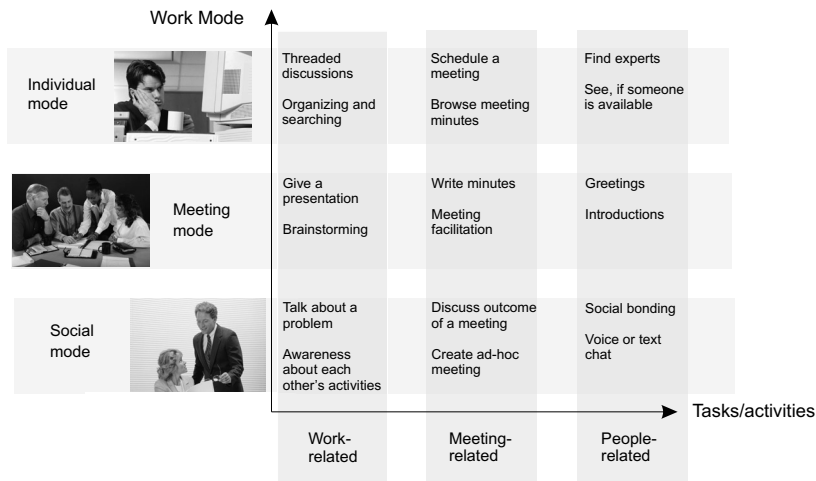 Work Mode
Individual
mode
Threaded
discussions
Organizing and
searching
Schedule a
meeting
Browse meeting
minutes
Find experts
See, if someone
is available
Meeting
mode
Give a
presentation
Brainstorming
Write minutes
Meeting
facilitation
Greetings
Introductions
Social
mode
Talk about a
problem
Awareness
about each
other's activities
Discuss outcome
of a meeting
Create ad-hoc
meeting
Social bonding
Voice or text
chat
Tasks/activities
Work-
related
Meeting-
related
People-
related